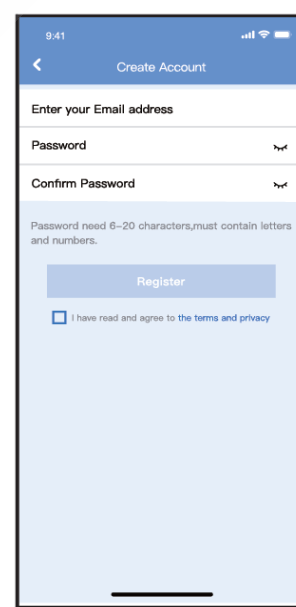 9:41
Create Account
Enter your Email address
Password
Confirm Password
Password need 6–20 characters,must contain letters
and numbers.
Register
I have read and agree to the terms and privacy